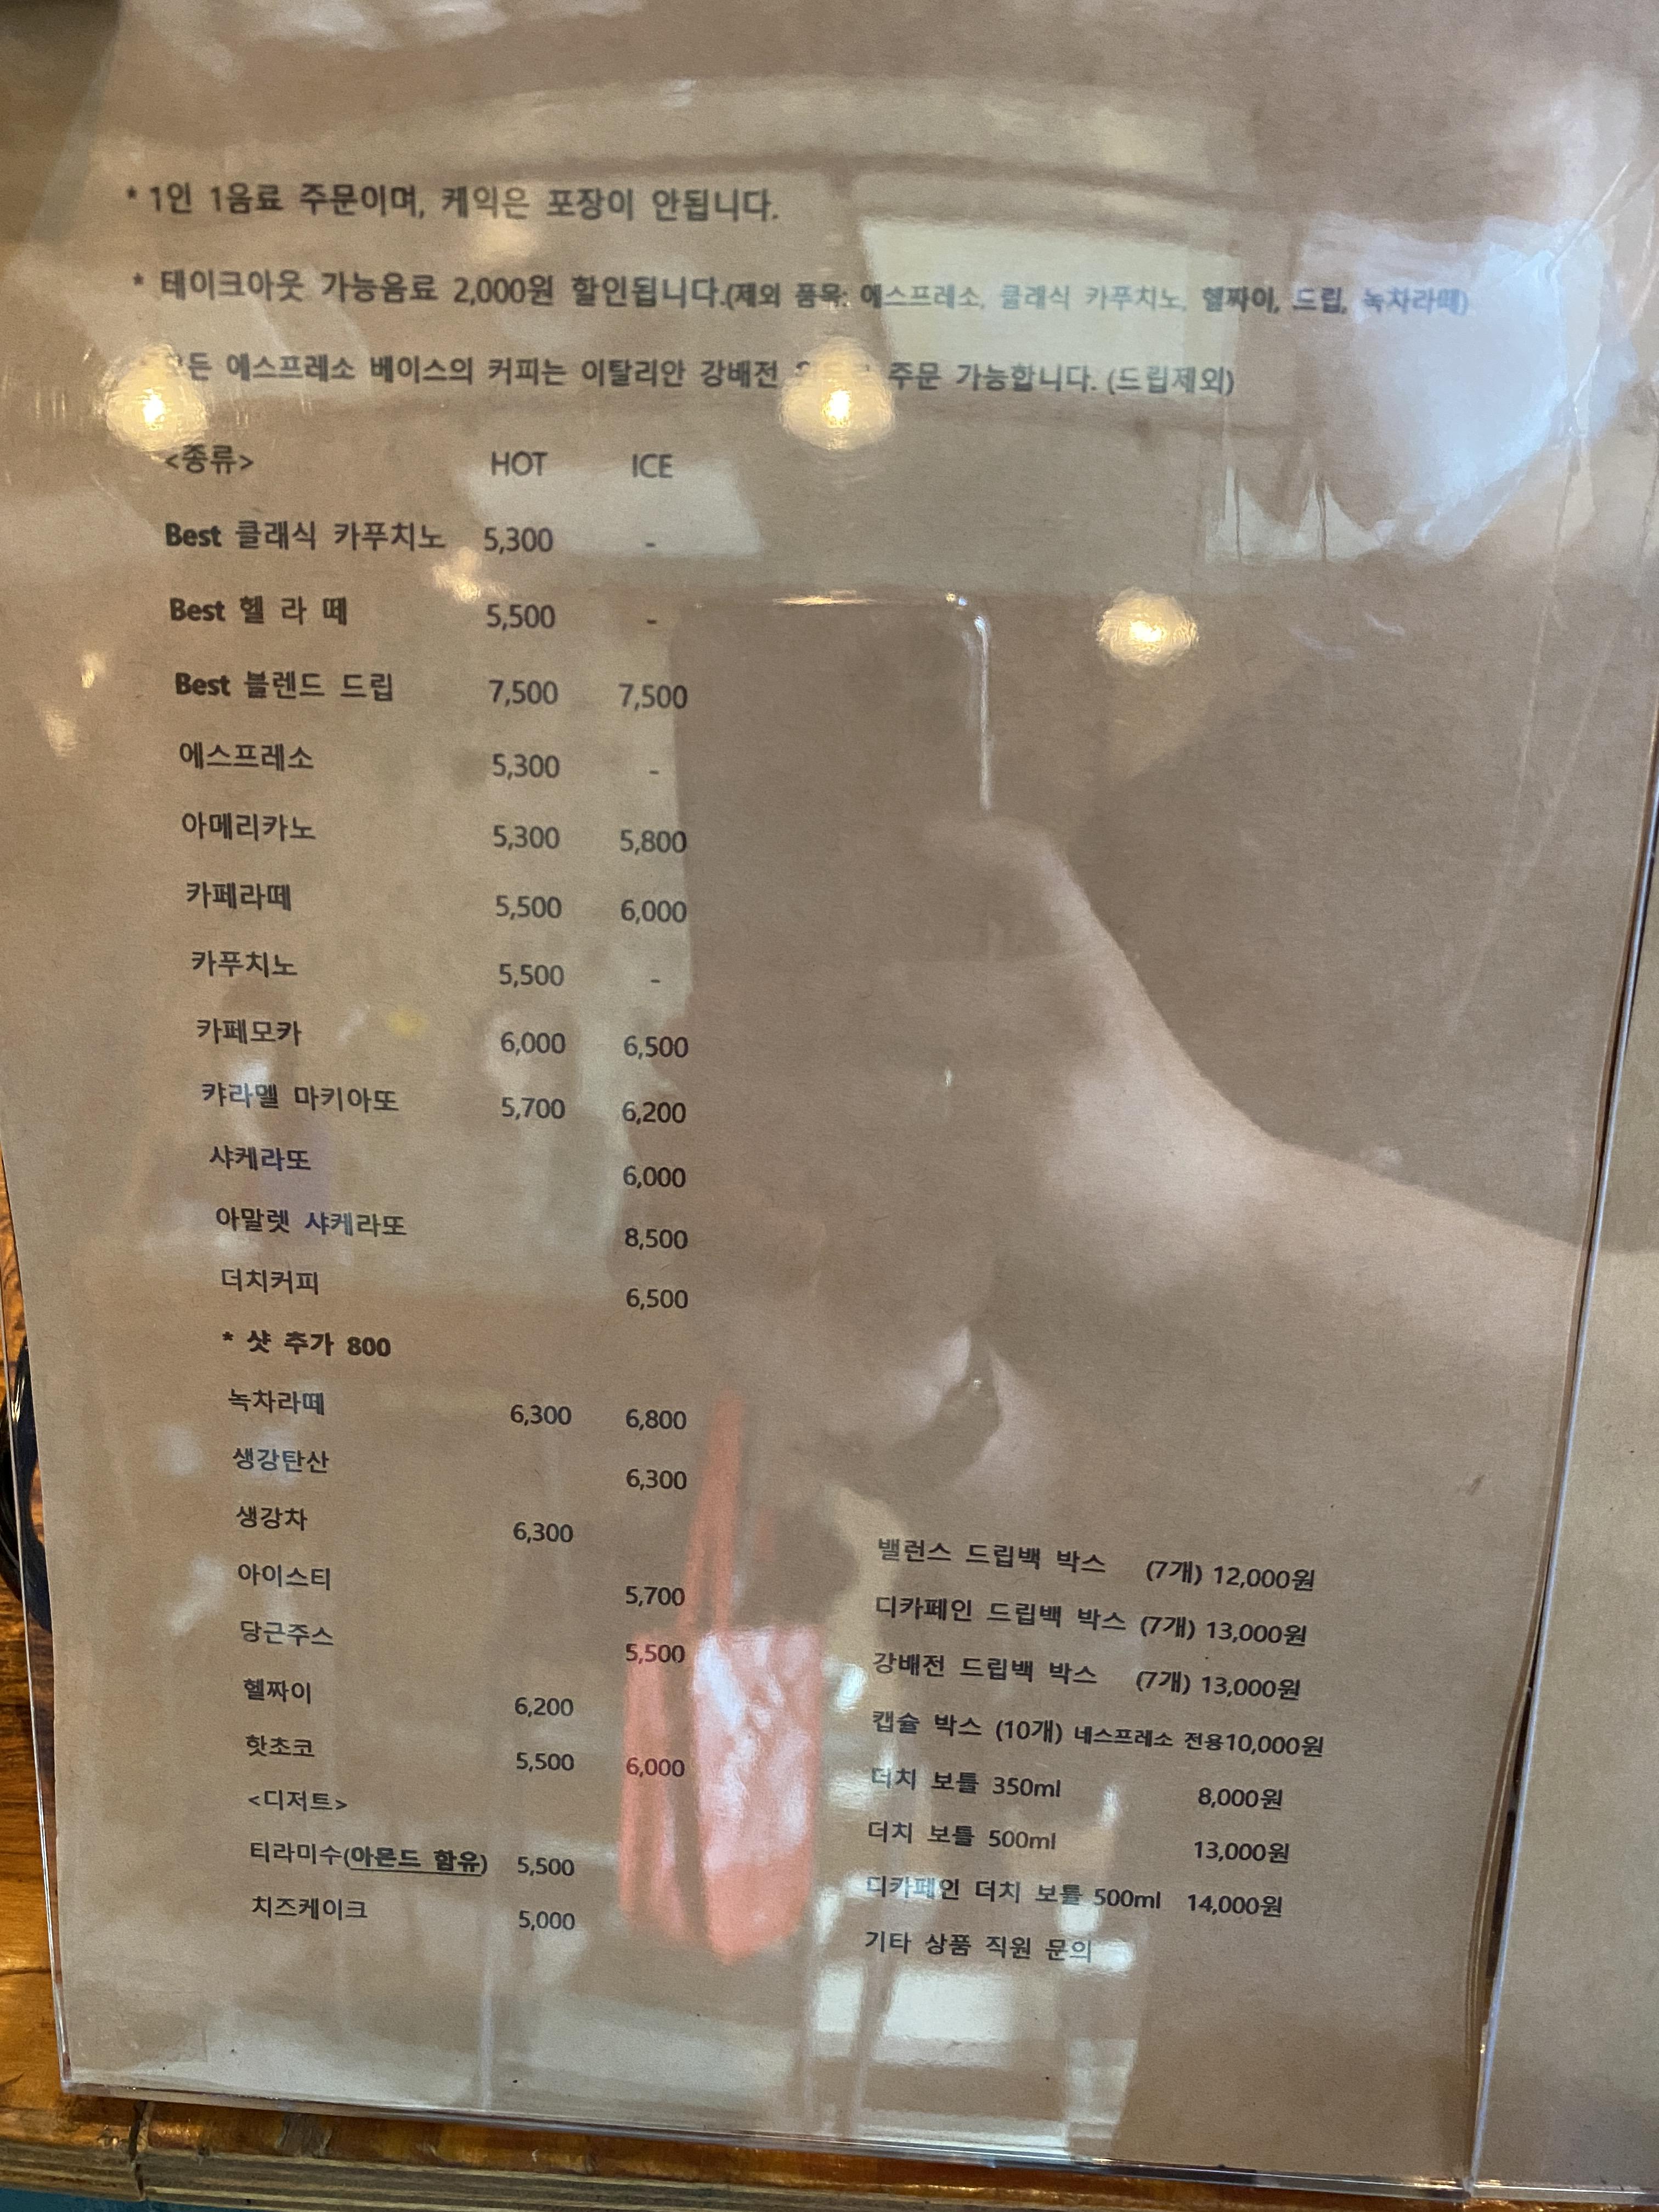 * 1인 1음료 주문이며, 케익은 포장이 안됩니다.
* 테이크아웃 가능음료 2,000원 할인됩니다.(제외 품목: 에스프레소, 클래식 카푸치노, 헬짜이, 드립, 녹차라떼)
에스프레소 베이스의 커피는 이탈리안 강배전 주문 가능합니다. (드립제외)
<종류> HOT ICE
Best 클래식 카푸치노 5,300 -
Best 헬 라 떼 5,500 -
Best 블렌드 드립 7,500 7,500
에스프레소 5,300 -
아메리카노 5,300 5,800
카페라떼 5,500 6,000
카푸치노 5,500 -
카페모카 6,000 6,500
캬라멜 마키아또 5,700 6,200
샤케라또 6,000
아말렛 샤케라또 8,500
더치커피 6,500
* 샷 추가 800
녹차라떼 6,300 6,800
생강탄산 6,300
생강차 6,300
아이스티 5,700
당근주스 5,500
헬짜이 6,200
핫초코 5,500 6,000
<디저트>
티라미수(아몬드 함유) 5,500
치즈케이크 5,000
밸런스 드립백 박스 (7개) 12,000원
디카페인 드립백 박스 (7개) 13,000원
강배전 드립백 박스 (7개) 13,000원
캡슐 박스 (10개) 네스프레소 전용10,000원
더치 보틀 350ml 8,000원
더치 보틀 500ml 13,000원
디카페인 더치 보틀 500ml 14,000원
기타 상품 직원 문의